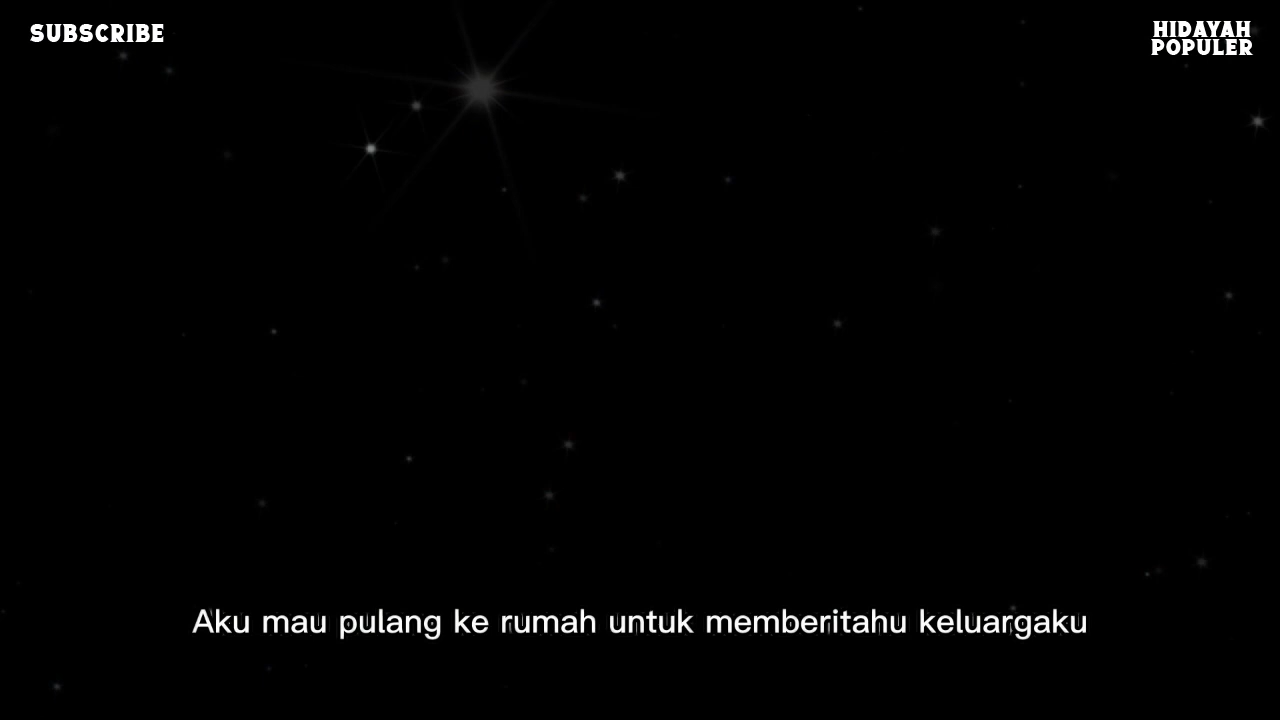 SUBSCRIBE
HIDAYAH
POPULER
Aku mau pulang ke rumah untuk memberitahu keluargaku